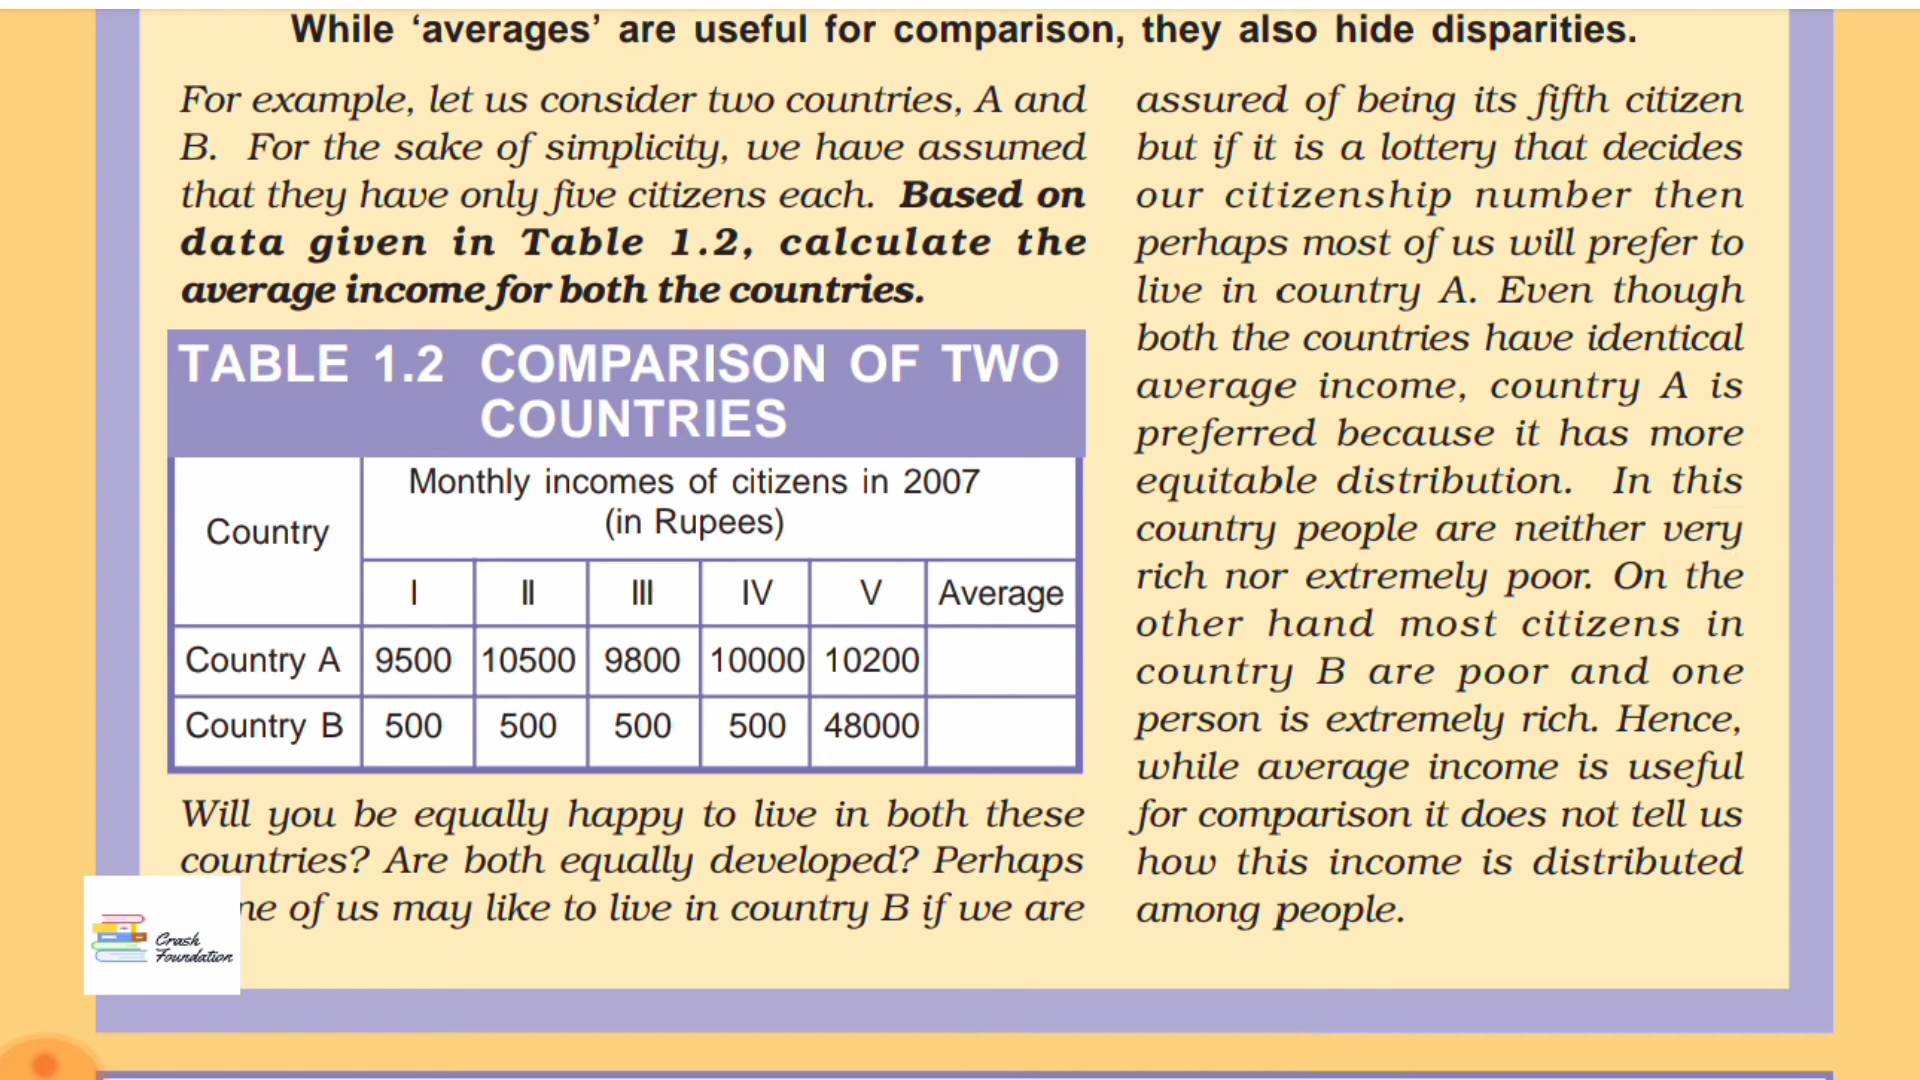 While ‘averages’ are useful for comparison, they also hide disparities.
For example, let us consider two countries, A and
B. For the sake of simplicity, we have assumed
that they have only five citizens each. Based on
data given in Table 1.2, calculate the
average income for both the countries.
TABLE 1.2 COMPARISON OF TWO
COUNTRIES
Country
Monthly incomes of citizens in 2007
(in Rupees)
I II III IV V Average
Country A 9500 10500 9800 10000 10200
Country B 500 500 500 500 48000
Will you be equally happy to live in both these
countries? Are both equally developed? Perhaps
ne of us may like to live in country B if we are
assured of being its fifth citizen
but if it is a lottery that decides
our citizenship number then
perhaps most of us will prefer to
live in country A. Even though
both the countries have identical
average income, country A is
preferred because it has more
equitable distribution. In this
country people are neither very
rich nor extremely poor. On the
other hand most citizens in
country B are poor and one
person is extremely rich. Hence,
while average income is useful
for comparison it does not tell us
how this income is distributed
among people.
Crash
Foundation